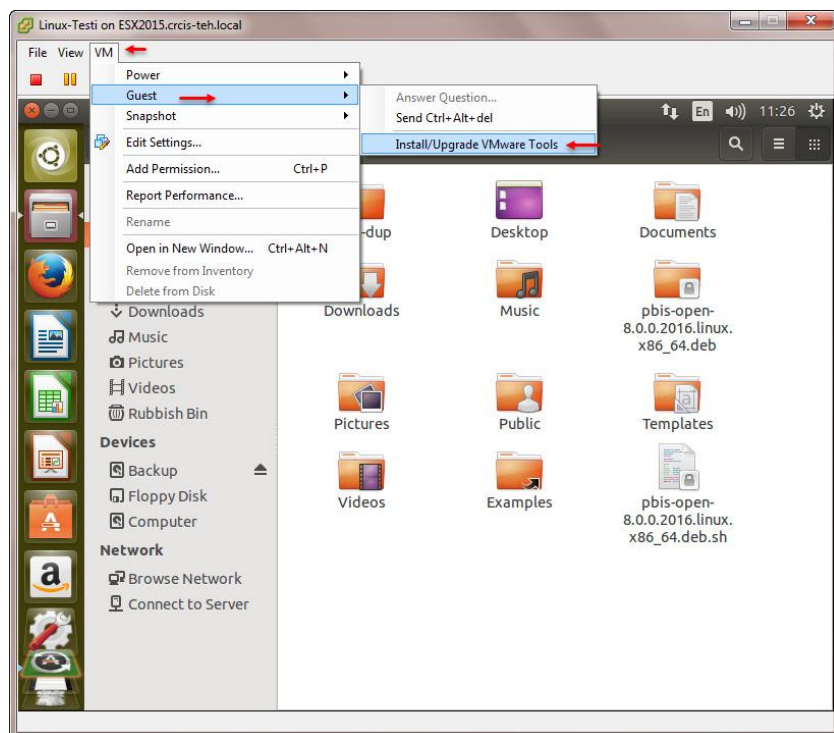 Linux-Testi on ESX2015.crcis-teh.local
File View VM
Power
Guest
Snapshot
Edit Settings...
Add Permission... Ctrl+P
Report Performance...
Rename
Open in New Window... Ctrl+Alt+N
Remove from Inventory
Delete from Disk
Answer Question...
Send Ctrl+Alt+del
Install/Upgrade VMware Tools
En 11:26
-dup
Desktop
Documents
Downloads
Music
Pictures
Videos
Rubbish Bin
Devices
Backup
Floppy Disk
Computer
Network
Browse Network
Connect to Server
Downloads
Music
pbis-open-
8.0.0.2016.linux.
x86_64.deb
Pictures
Public
Templates
Videos
Examples
pbis-open-
8.0.0.2016.linux.
x86_64.deb.sh